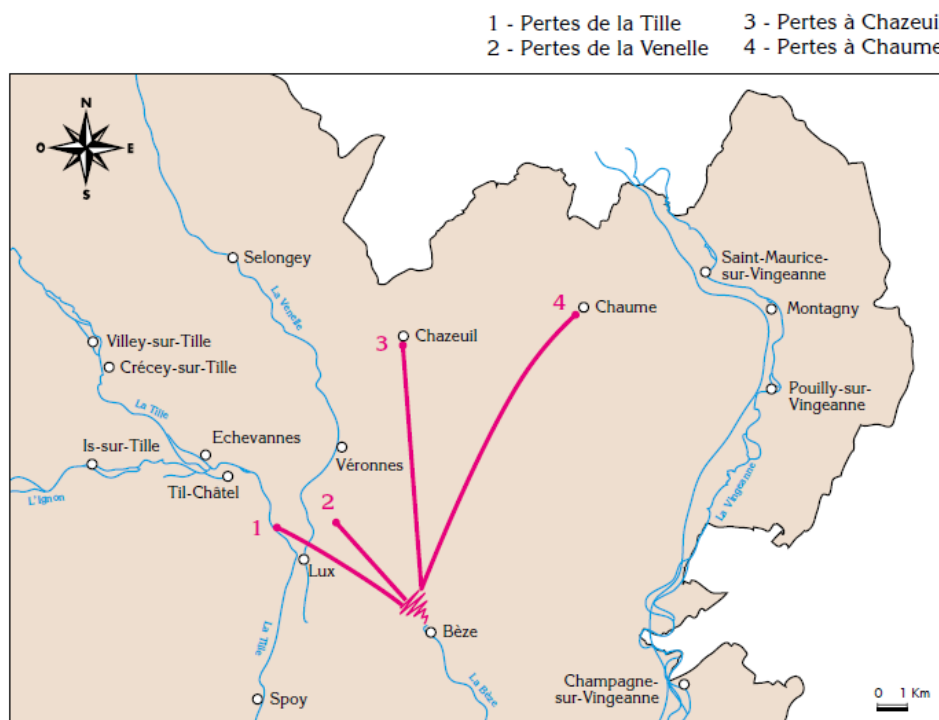 1 - Pertes de la Tille
2 - Pertes de la Venelle
3 - Pertes à Chazeui
4 - Pertes à Chaume
N
O
E
S
Selongey
La Venelle
Saint-Maurice-
sur-Vingeanne
4
Chaume
Montagny
3
Chazeuil
Villey-sur-Tille
Crécey-sur-Tille
Pouilly-sur-
Vingeanne
La Tille
Echevannes
Is-sur-Tille
Véronnes
L'Ignon
Til-Châtel
La Vingeanne
2
1
Lux
Bèze
La Tille
La Bèze
Champagne-
sur-Vingeanne
Spoy
0 1 Km